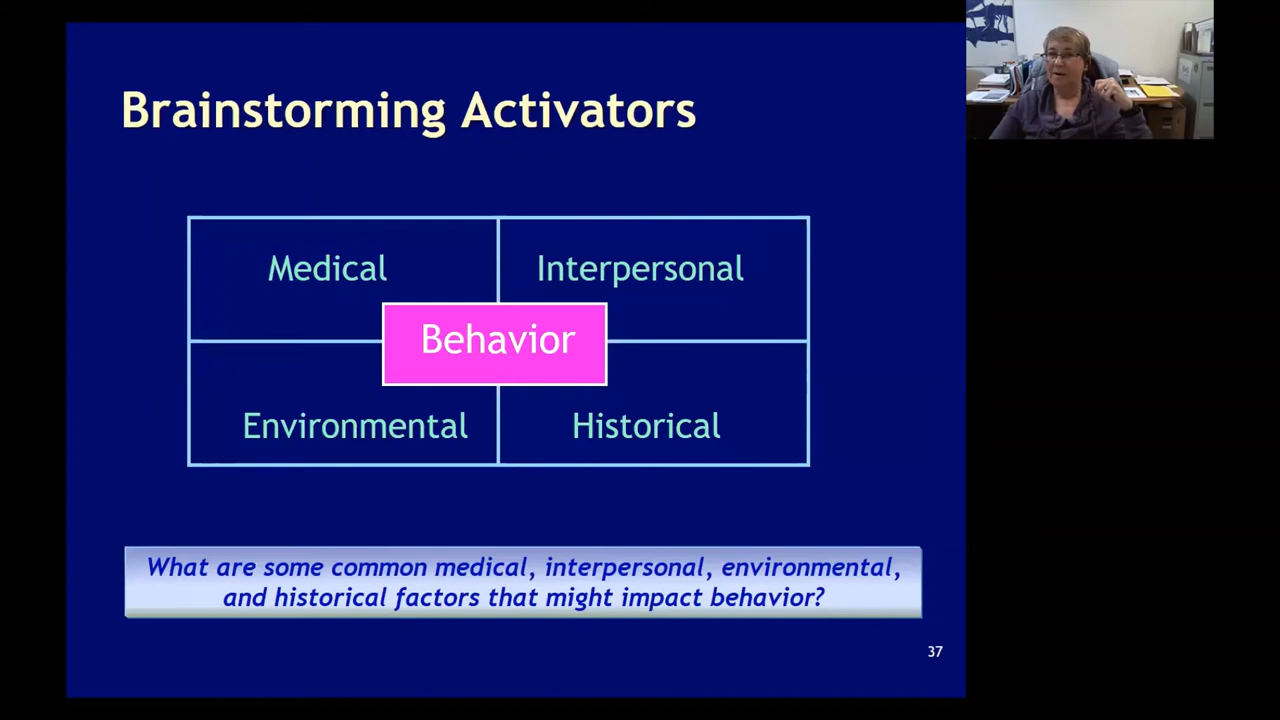 Brainstorming Activators
Medical
Interpersonal
Behavior
Environmental
Historical
What are some common medical, interpersonal, environmental,
and historical factors that might impact behavior?
37